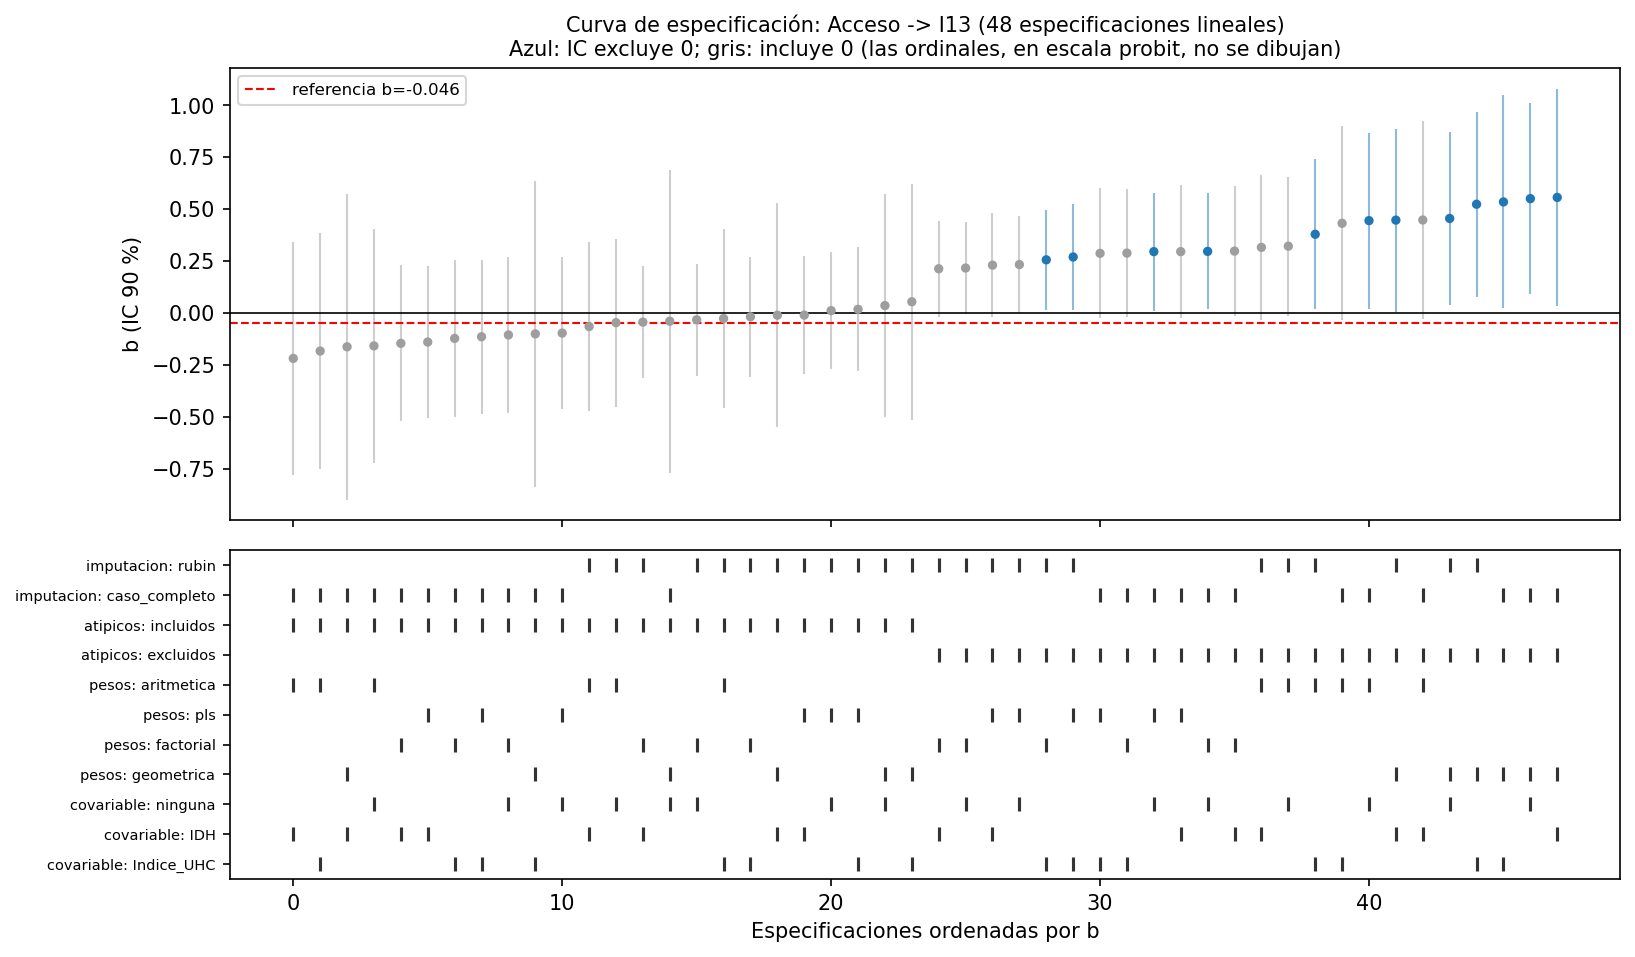 Curva de especificación: Acceso -> I13 (48 especificaciones lineales)
Azul: IC excluye 0; gris: incluye 0 (las ordinales, en escala probit, no se dibujan)
referencia b=-0.046
b (IC 90 %)
1.00
0.75
0.50
0.25
0.00
−0.25
−0.50
−0.75
imputacion: rubin
imputacion: caso_completo
atipicos: incluidos
atipicos: excluidos
pesos: aritmetica
pesos: pls
pesos: factorial
pesos: geometrica
covariable: ninguna
covariable: IDH
covariable: Indice_UHC
0 10 20 30 40
Especificaciones ordenadas por b